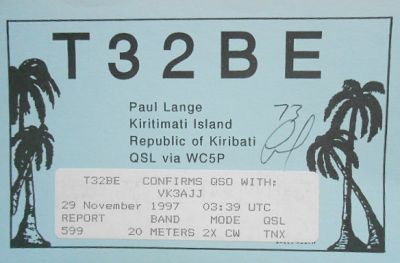 T32BE
Paul Lange
Kiritimati Island
Republic of Kiribati
QSL via WC5P
73
T32BE CONFIRMS QSO WITH:
VK3AJJ
29 November 1997 03:39 UTC
REPORT BAND MODE QSL
599 20 METERS 2X CW TNX